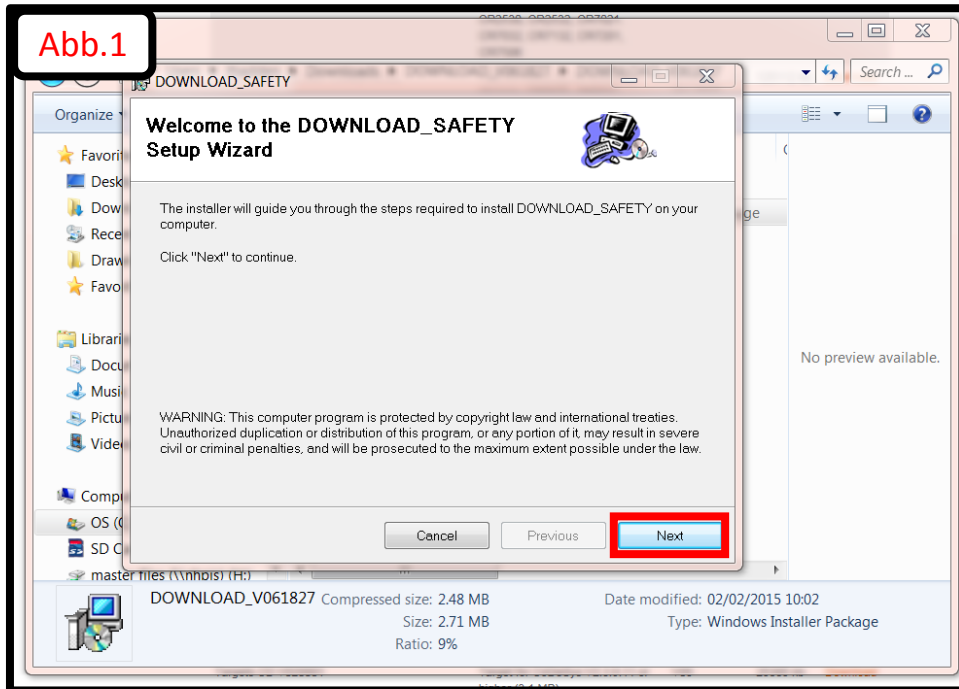 Abb.1
Search ...
DOWNLOAD_SAFETY
Organize
Welcome to the DOWNLOAD_SAFETY
Setup Wizard
The installer will guide you through the steps required to install DOWNLOAD_SAFETY on your
computer.
Click "Next" to continue.
WARNING: This computer program is protected by copyright law and international treaties.
Unauthorized duplication or distribution of this program, or any portion of it, may result in severe
civil or criminal penalties, and will be prosecuted to the maximum extent possible under the law.
Cancel
Previous
Next
Favorit
Desk
Dow
Rece
Draw
Favo
Librari
Docu
Musi
Pictu
Vide
Compu
OS (
SD C
master files (\\nhpis) (H:)
No preview available.
DOWNLOAD_V061827 Compressed size: 2.48 MB
Date modified: 02/02/2015 10:02
Size: 2.71 MB
Type: Windows Installer Package
Ratio: 9%